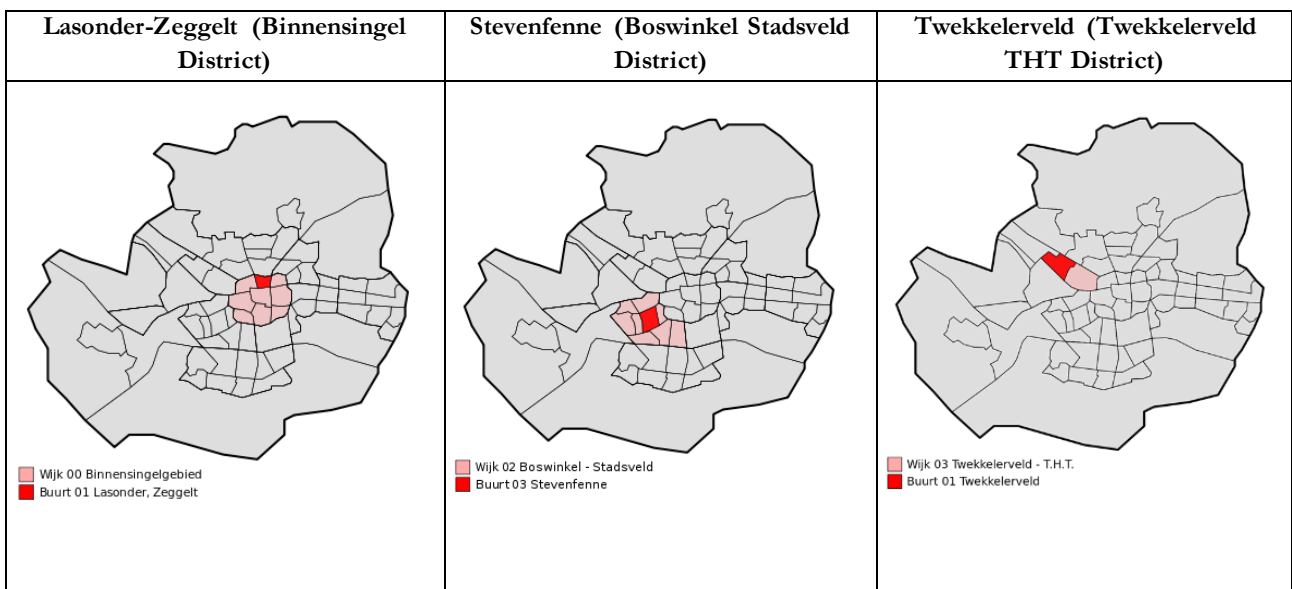 Lasonder-Zeggelt (Binnensingel
District)
Stevenfenne (Boswinkel Stadsveld
District)
Twekkelerveld (Twekkelerveld
THT District)
Wijk 00 Binnensingelgebied
Buurt 01 Lasonder, Zeggelt
Wijk 02 Boswinkel - Stadsveld
Buurt 03 Stevenfenne
Wijk 03 Twekkelerveld - T.H.T.
Buurt 01 Twekkelerveld